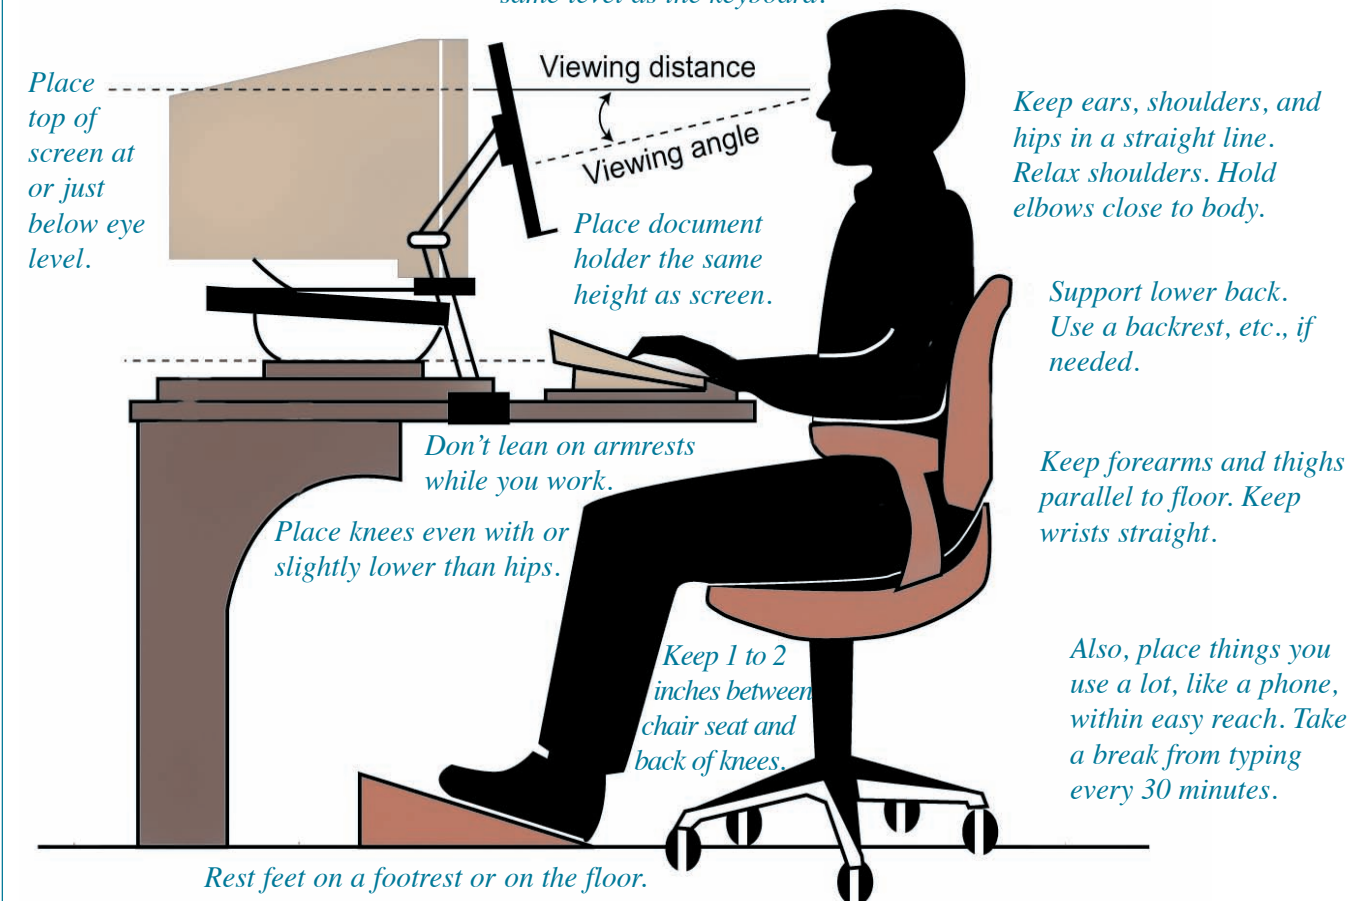 same level as the keyboard.
Viewing distance
Viewing angle
Place
top of
screen at
or just
below eye
level.
Place document
holder the same
height as screen.
Keep ears, shoulders, and
hips in a straight line.
Relax shoulders. Hold
elbows close to body.
Support lower back.
Use a backrest, etc., if
needed.
Don’t lean on armrests
while you work.
Keep forearms and thighs
parallel to floor. Keep
wrists straight.
Place knees even with or
slightly lower than hips.
Keep 1 to 2
inches between
chair seat and
back of knees.
Also, place things you
use a lot, like a phone,
within easy reach. Take
a break from typing
every 30 minutes.
Rest feet on a footrest or on the floor.